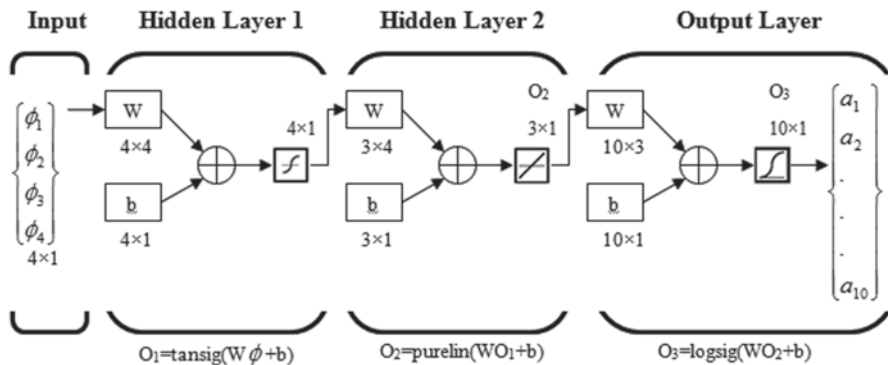 Input
Hidden Layer 1
Hidden Layer 2
Output Layer
ϕ1
ϕ2
ϕ3
ϕ4
4×1
W
4×4
b
4×1
4×1
W
3×4
b
3×1
O2
3×1
W
10×3
b
10×1
O3
10×1
a1
a2
.
.
.
a10
O1=tansig(Wϕ+b)
O2=purelin(WO1+b)
O3=logsig(WO2+b)